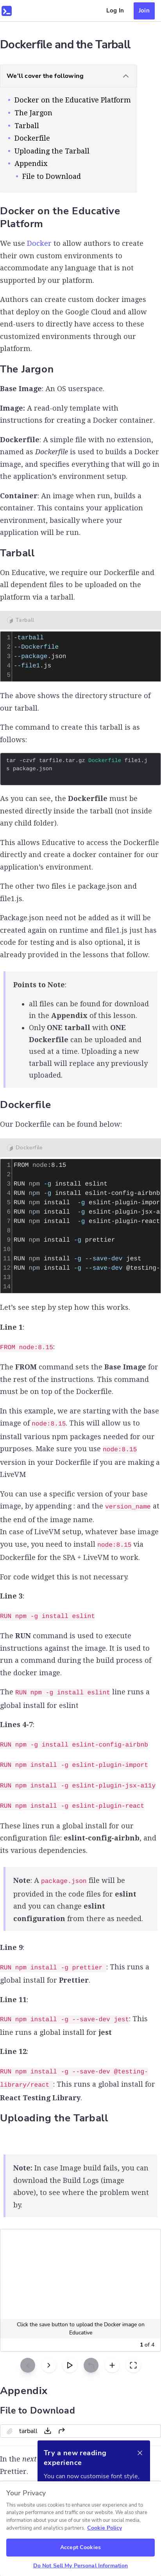 Log In
Join
Dockerfile and the Tarball
We'll cover the following
Docker on the Educative Platform
The Jargon
Tarball
Dockerfile
Uploading the Tarball
Appendix
File to Download
Docker on the Educative
Platform
We use Docker to allow authors to create
their own custom environments to
accommodate any language that is not
supported by our platform.
Authors can create custom docker images
and deploy on the Google Cloud and allow
end-users to directly have access to these
customized environments through our
platform.
The Jargon
Base Image: An OS userspace.
Image: A read-only template with
instructions for creating a Docker container.
Dockerfile: A simple file with no extension,
named as Dockerfile is used to builds a Docker
image, and specifies everything that will go in
the application's environment setup.
Container: An image when run, builds a
container. This container is your application
environment, and this is basically where your
application will be run.
Tarball
On Educative, we require our Dockerfile and
all dependent files to be uploaded on the
platform via a tarball.
Tarball
1 -tarball
2 --Dockerfile
3 --package.json
4 --file1.js
5
The above shows the directory structure of
our tarball.
The command to create this tarball is as
follows:
tar -czvf tarfile.tar.gz Dockerfile file1.j
s package.json
As you can see, the Dockerfile must be
nested directly inside the tarball (not inside
any child folder).
This allows Educative to access the Dockerfile
directly and create a docker container for our
application's environment.
The other two files are package.json and
file1.js.
Package.json need not be added as it will be
created again on runtime and file1.js just has
already provided code to help the user get
started, it is also optional.
Points to Note:
all files can be found for download
in the Appendix of this lesson.
Only ONE tarball with ONE
Dockerfile can be uploaded and
used at a time. Uploading a new
tarball will replace any previously
uploaded.
Dockerfile
Our Dockerfile can be found below:
Dockerfile
1 FROM node:8.15
2
3 RUN npm -g install eslint
4 RUN npm -g install eslint-config-airbnb
5 RUN npm install -g eslint-plugin-impor
6 RUN npm install -g eslint-plugin-jsx-a
7 RUN npm install -g eslint-plugin-react
8
9 RUN npm install -g prettier
10
11 RUN npm install -g --save-dev jest
12 RUN npm install -g --save-dev @testing-
13
14
Let's see step by step how this works.
Line 1:
FROM node:8.15:
The FROM command sets the Base Image for
the rest of the instructions. This command
must be on top of the Dockerfile.
In this example, we are starting with the base
image of node:8.15. This will allow us to
install various npm packages needed for our
purposes. Make sure you use node:8.15
version in your Dockerfile if you are making a
LiveVM
You can use a specific version of your base
image, by appending : and the version_name at
the end of the image name.
In case of LiveVM setup, whatever base image
you use, you need to install node:8.15 via
Dockerfile for the SPA + LiveVM to work.
For code widget this is not necessary.
Line 3:
RUN npm -g install eslint
The RUN command is used to execute
instructions against the image. It is used to
run a command during the build process of
the docker image.
The RUN npm -g install eslint line runs a
global install for eslint
Lines 4-7:
RUN npm -g install eslint-config-airbnb
RUN npm install -g eslint-plugin-import
RUN npm install -g eslint-plugin-jsx-a11y
RUN npm install -g eslint-plugin-react
These lines run a global install for our
configuration file: eslint-config-airbnb, and
its various dependencies.
Note: A package.json file will be
provided in the code files for eslint
and you can change eslint
configuration from there as needed.
Line 9:
RUN npm install -g prettier : This runs a
global install for Prettier.
Line 11:
RUN npm install -g --save-dev jest: This
line runs a global install for jest
Line 12:
RUN npm install -g --save-dev @testing-
library/react : This runs a global install for
React Testing Library.
Uploading the Tarball
Note: In case Image build fails, you can
download the Build Logs (image
above), to see where the problem went
by.
Click the save button to upload the Docker image on
Educative
1 of 4
Appendix
File to Download
tarball
In the next
Try a new reading
experience
You can now customise font style,
Your Privacy
We and our vendors uses cookies to enhance user experience and to
analyze performance and traffic on our website. We also share
information about your use of our site with our social media,
advertising and analytics partners. Cookie Policy
Accept Cookies
Do Not Sell My Personal Information